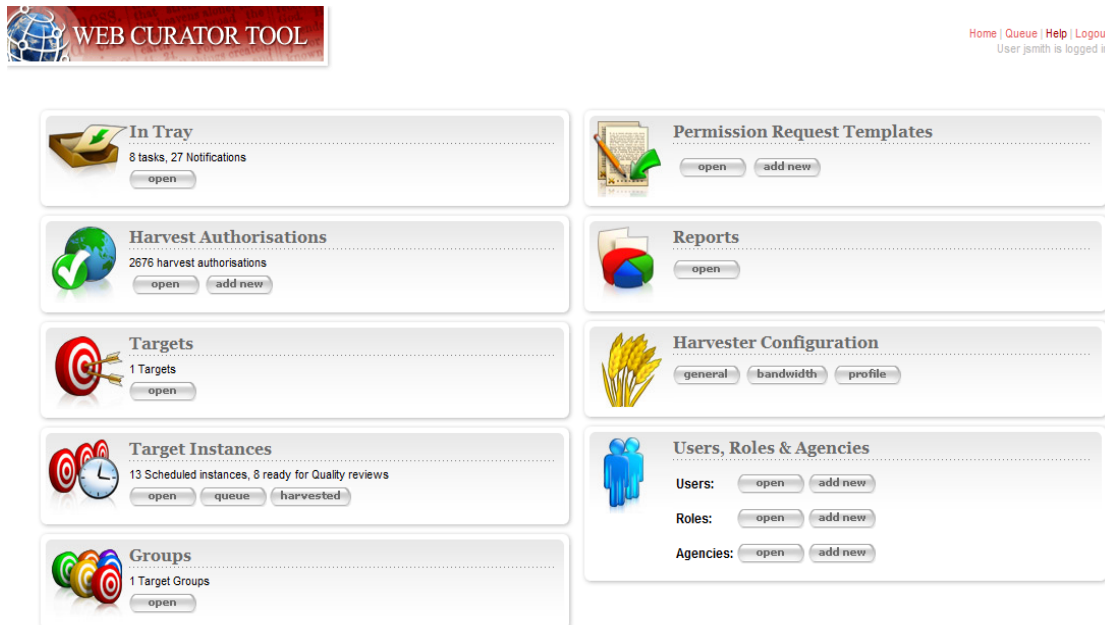 WEB CURATOR TOOL
Home | Queue | Help | Logou
User jsmith is logged i
In Tray
8 tasks, 27 Notifications
open
Harvest Authorisations
2676 harvest authorisations
open add new
Targets
1 Targets
open
Target Instances
13 Scheduled instances, 8 ready for Quality reviews
open queue harvested
Groups
1 Target Groups
open
Permission Request Templates
open add new
Reports
open
Harvester Configuration
general bandwidth profile
Users, Roles & Agencies
Users: open add new
Roles: open add new
Agencies: open add new